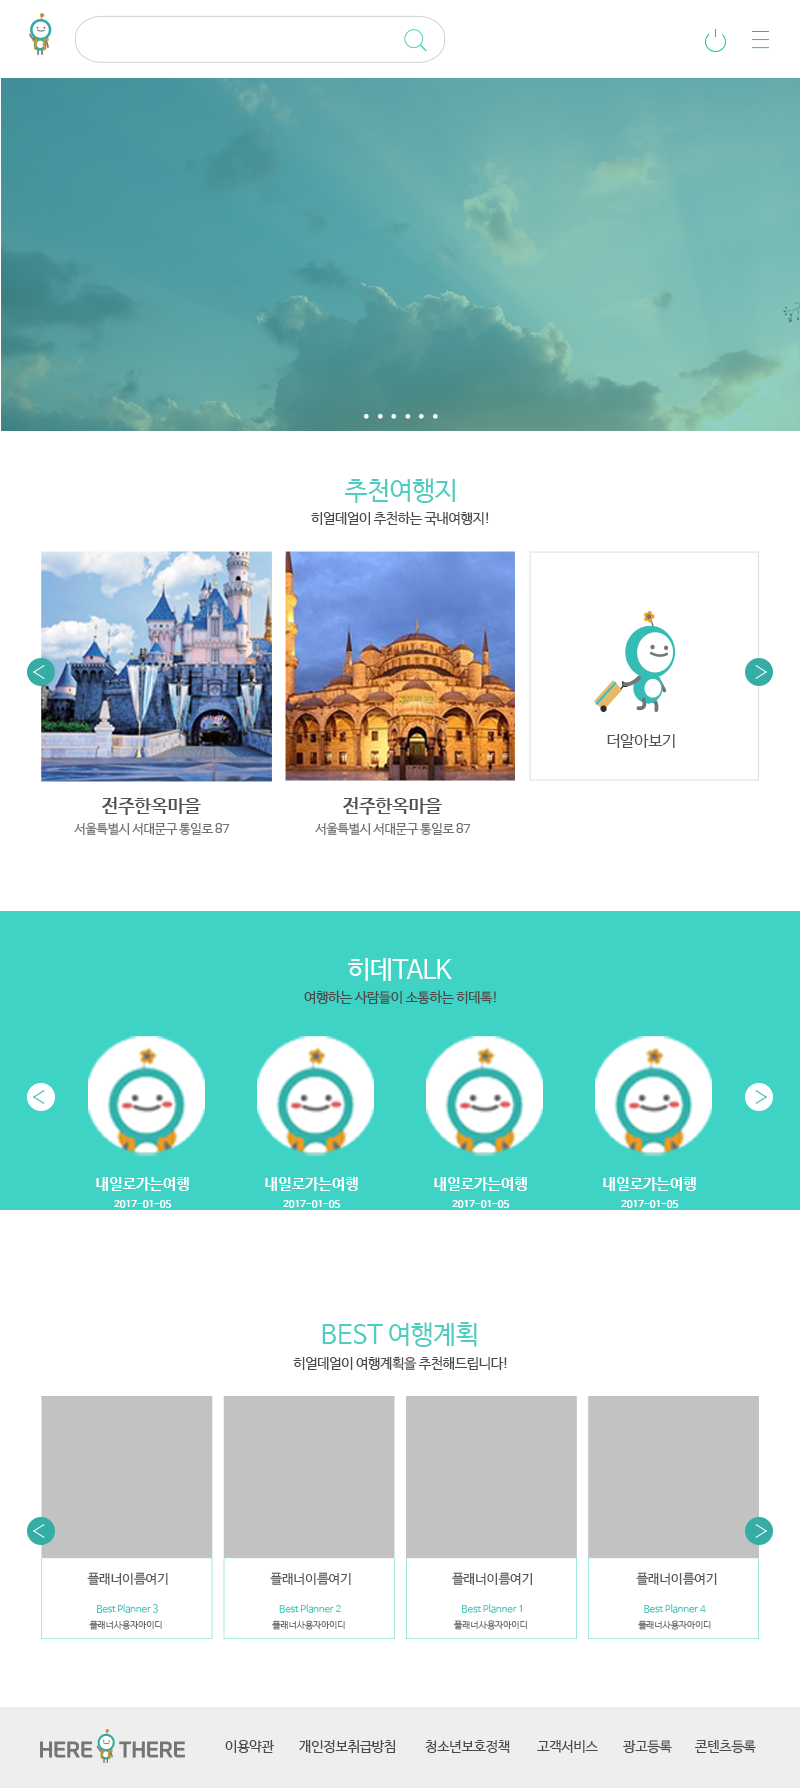 추천여행지
히얼데얼이 추천하는 국내여행지!
더알아보기
전주한옥마을
전주한옥마을
서울특별시 서대문구 통일로 87
서울특별시 서대문구 통일로 87
히데TALK
여행하는 사람들이 소통하는 히데톡!
내일로가는여행
내일로가는여행
내일로가는여행
내일로가는여행
2017-01-05
2017-01-05
2017-01-05
2017-01-05
BEST 여행계획
히얼데얼이 여행계획을 추천해드립니다!
플래너이름여기
플래너이름여기
플래너이름여기
플래너이름여기
Best Planner 3
Best Planner 2
Best Planner 1
Best Planner 4
플래너사용자아이디
플래너사용자아이디
플래너사용자아이디
플래너사용자아이디
HERE THERE
이용약관
개인정보취급방침
청소년보호정책
고객서비스
광고등록
콘텐츠등록